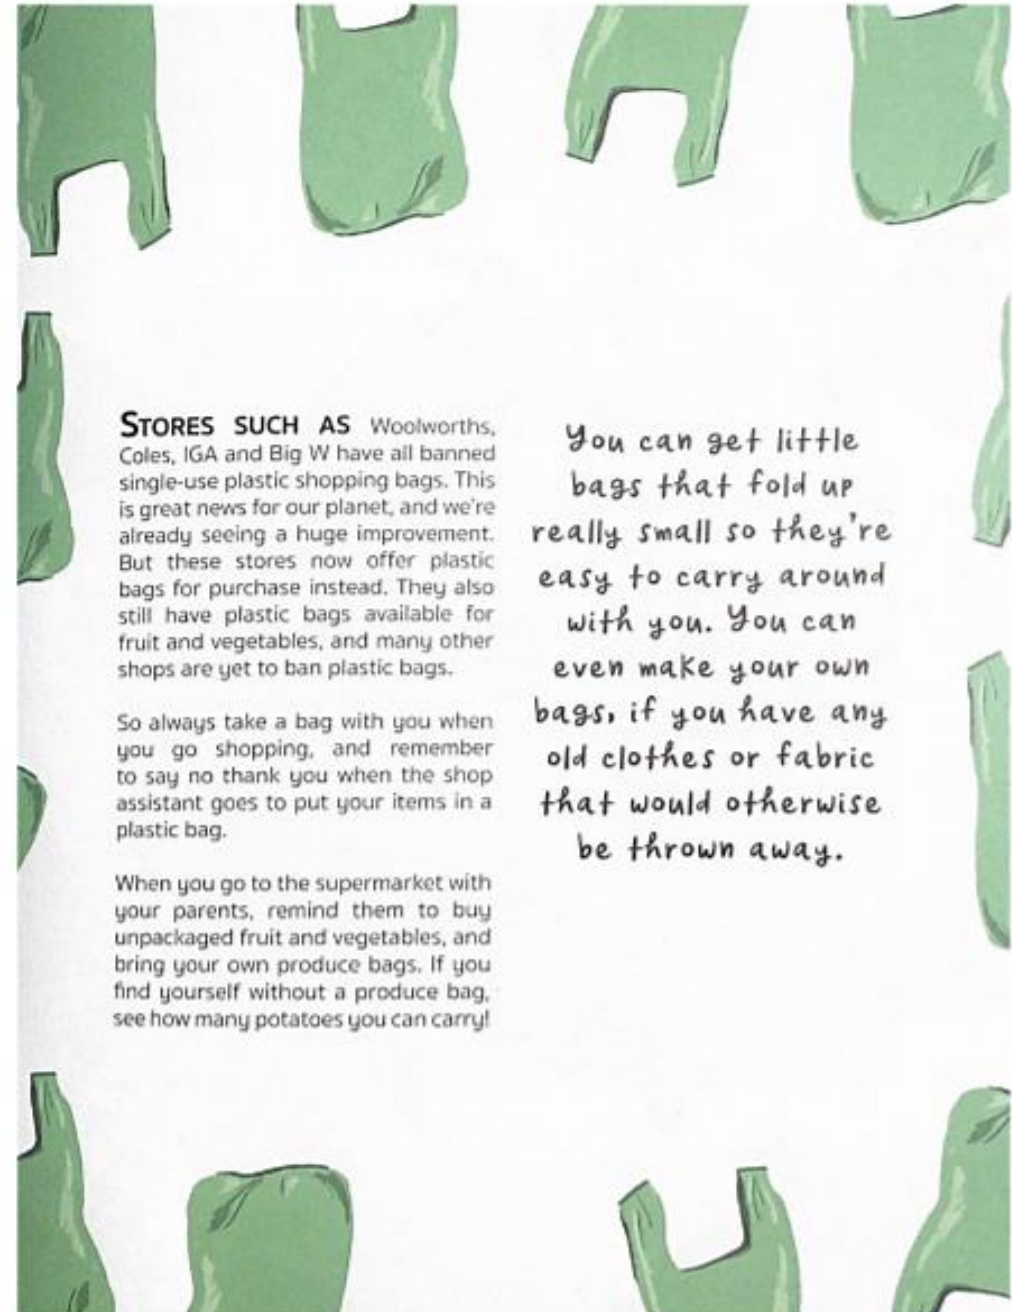 STORES SUCH AS Woolworths,
Coles, IGA and Big W have all banned
single-use plastic shopping bags. This
is great news for our planet, and we're
already seeing a huge improvement.
But these stores now offer plastic
bags for purchase instead. They also
still have plastic bags available for
fruit and vegetables, and many other
shops are yet to ban plastic bags.
So always take a bag with you when
you go shopping, and remember
to say no thank you when the shop
assistant goes to put your items in a
plastic bag.
When you go to the supermarket with
your parents, remind them to buy
unpackaged fruit and vegetables, and
bring your own produce bags. If you
find yourself without a produce bag,
see how many potatoes you can carry!
You can get little
bags that fold up
really small so they're
easy to carry around
with you. You can
even make your own
bags, if you have any
old clothes or fabric
that would otherwise
be thrown away.